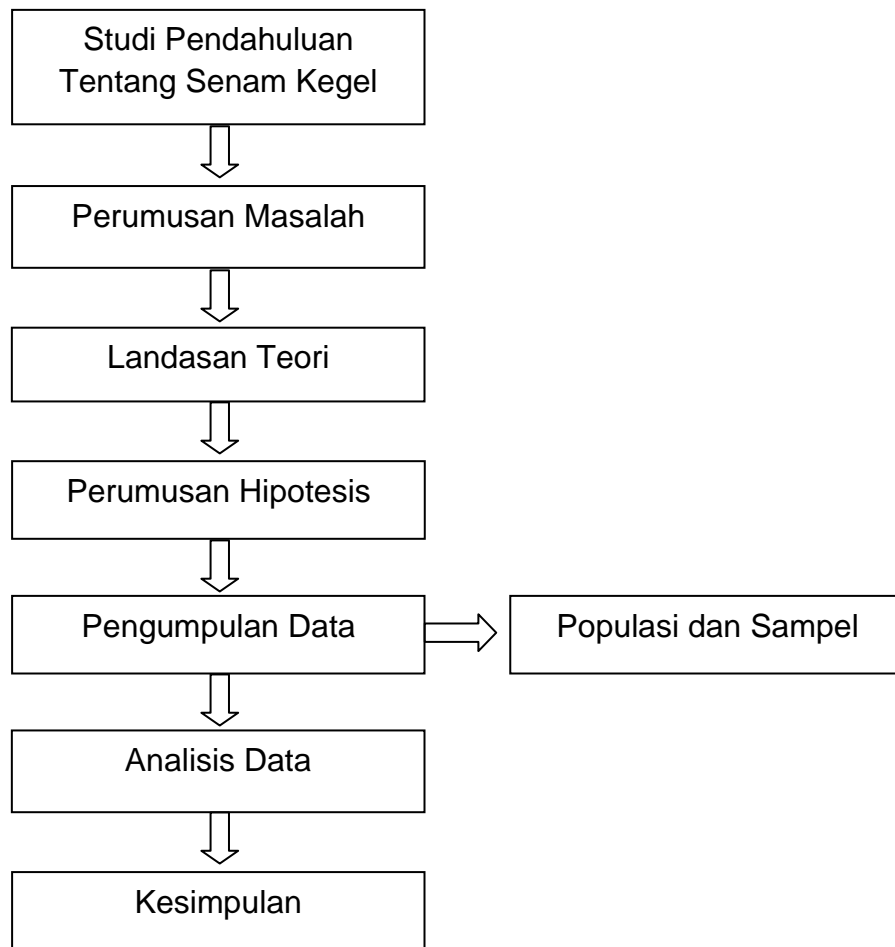 Studi Pendahuluan
Tentang Senam Kegel
Perumusan Masalah
Landasan Teori
Perumusan Hipotesis
Pengumpulan Data
Populasi dan Sampel
Analisis Data
Kesimpulan